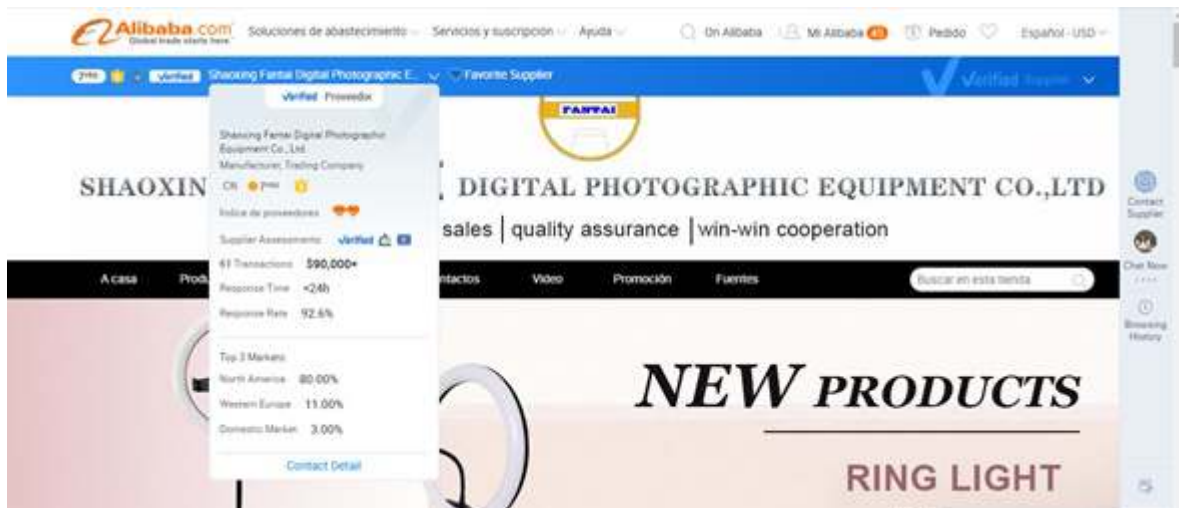 Alibaba.com
Global trade starts here.
Soluciones de abastecimiento
Servicios y suscripción
Ayuda
On Alibaba
Mi Alibaba
Pedido
Español - USD
Verified
Shaoxing Fantai Digital Photographic E...
Favorite Supplier
Verified Supplier
Verified Proveedor
Digital Photographic
Equipment Co., Ltd
Manufacturer, Trading Company
CN
Indice de proveedores
Supplier Assessments Verified
61 Transactions $90,000+
Response Time <24h
Response Rate 92.6%
Top 3 Markets
North America 80.00%
Western Europe 11.00%
Domestic Market 3.00%
Contact Detail
FANTAI
SHAOXIN
DIGITAL PHOTOGRAPHIC EQUIPMENT CO.,LTD
sales | quality assurance | win-win cooperation
A casa
Produ
ntactos
Video
Promoción
Fuentes
Buscar en esta tienda
NEW PRODUCTS
RING LIGHT
Contact
Supplier
Chat Now
Browsing
History